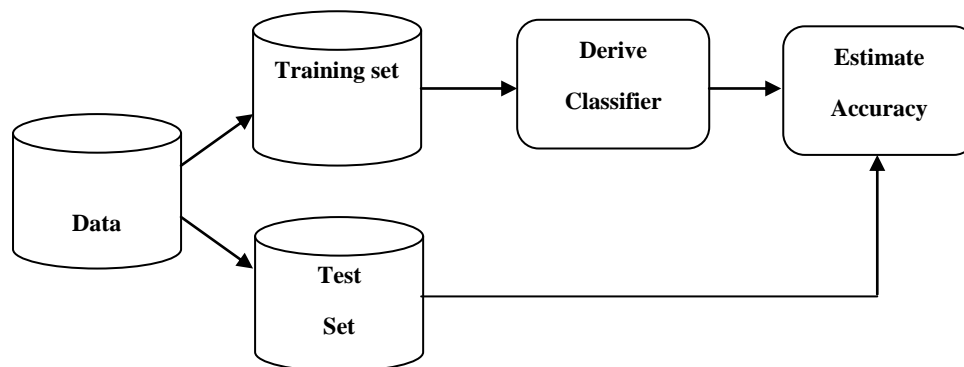 Training set
Derive
Classifier
Estimate
Accuracy
Data
Test
Set